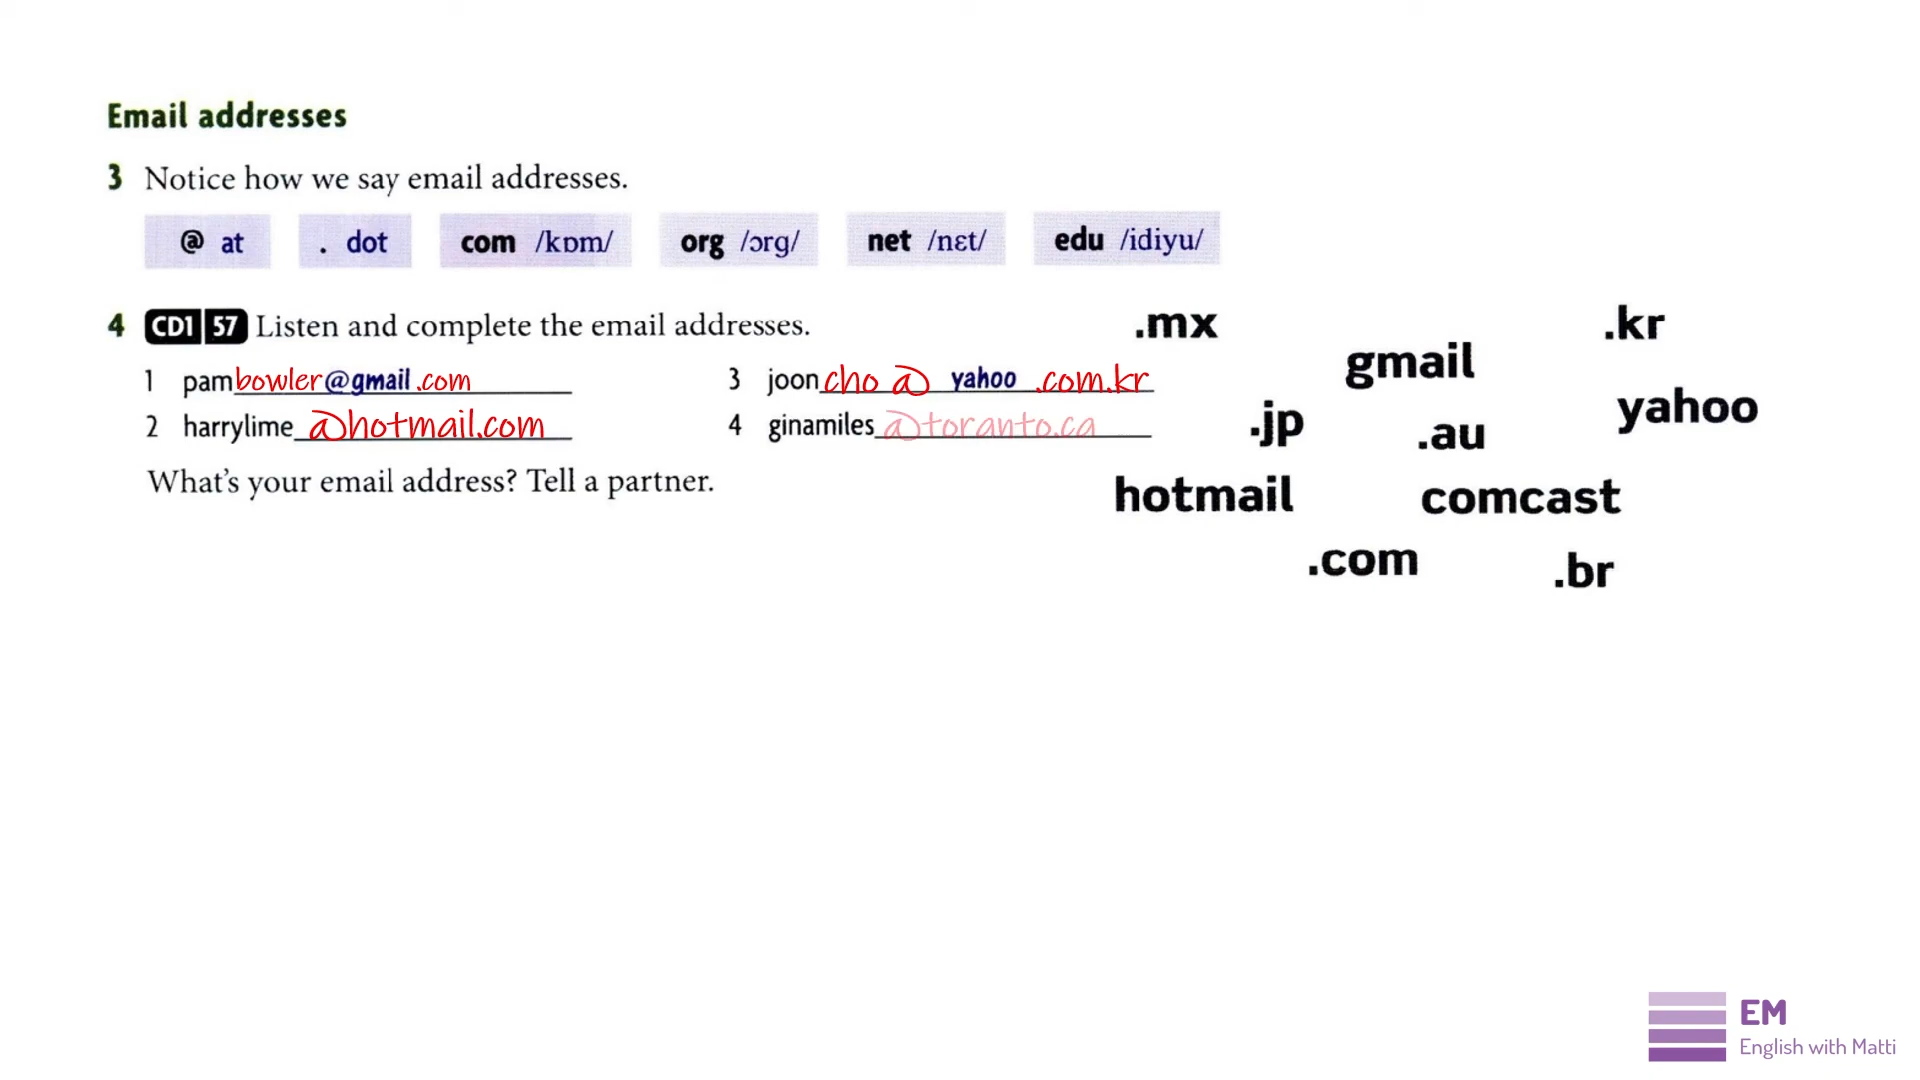 Email addresses
3 Notice how we say email addresses.
@ at . dot com /kɒm/ org /ɔrg/ net /nɛt/ edu /idiyu/
4 CD1 57 Listen and complete the email addresses.
1 pambowler@gmail.com 3 jooncho@ yahoo .com.kr
2 harrylime@hotmail.com 4 ginamiles@toranto.ca
What's your email address? Tell a partner.
.mx .kr
gmail
.jp .au yahoo
hotmail comcast
.com .br
EM
English with Matti